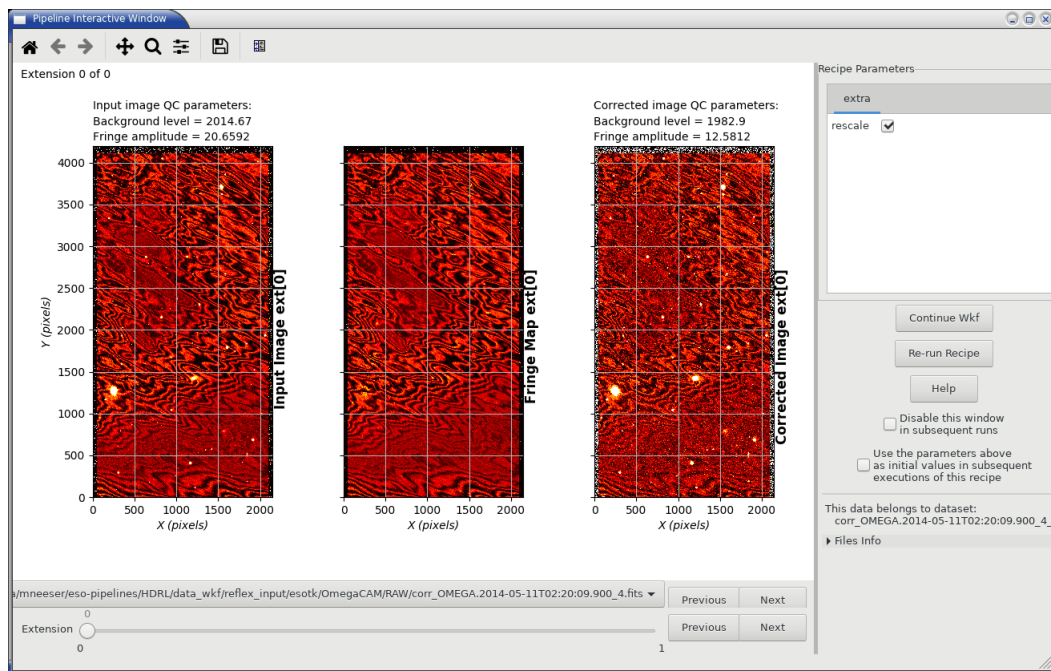 Pipeline Interactive Window
Extension 0 of 0
Input image QC parameters:
Background level = 2014.67
Fringe amplitude = 20.6592
Corrected image QC parameters:
Background level = 1982.9
Fringe amplitude = 12.5812
4000
3500
3000
2500
2000
1500
1000
500
0
Y (pixels)
0 500 1000 1500 2000
X (pixels)
Input Image ext[0]
0 500 1000 1500 2000
X (pixels)
Fringe Map ext[0]
0 500 1000 1500 2000
X (pixels)
Corrected Image ext[0]
Recipe Parameters
extra
rescale
Continue Wkf
Re-run Recipe
Help
Disable this window
in subsequent runs
Use the parameters above
as initial values in subsequent
executions of this recipe
This data belongs to dataset:
corr_OMEGA.2014-05-11T02:20:09.900_4_
Files Info
a/mneeser/eso-pipelines/HDRL/data_wkf/reflex_input/esotk/OmegaCAM/RAW/corr_OMEGA.2014-05-11T02:20:09.900_4.fits
Previous Next
0
Extension
0 1
Previous Next